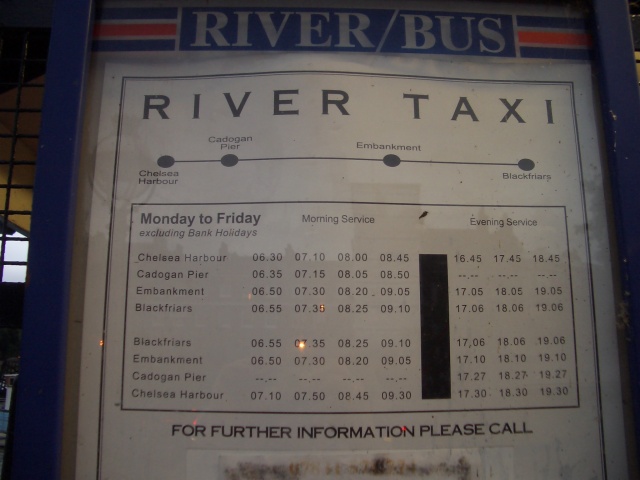 RIVER/BUS
RIVER TAXI
Cadogan
Pier
Embankment
Chelsea
Harbour
Blackfriars
Monday to Friday Morning Service Evening Service
excluding Bank Holidays
Chelsea Harbour 06.30 07.10 08.00 08.45 16.45 17.45 18.45
Cadogan Pier 06.35 07.15 08.05 08.50 --.-- --.-- --.--
Embankment 06.50 07.30 08.20 09.05 17.05 18.05 19.05
Blackfriars 06.55 07.35 08.25 09.10 17.06 18.06 19.06
Blackfriars 06.55 07.35 08.25 09.10 17,06 18.06 19.06
Embankment 06.50 07.30 08.20 09.05 17.10 18.10 19.10
Cadogan Pier --.-- --.-- --.-- --.-- 17.27 18.27 19.27
Chelsea Harbour 07.10 07.50 08.45 09.30 17.30 18.30 19.30
FOR FURTHER INFORMATION PLEASE CALL